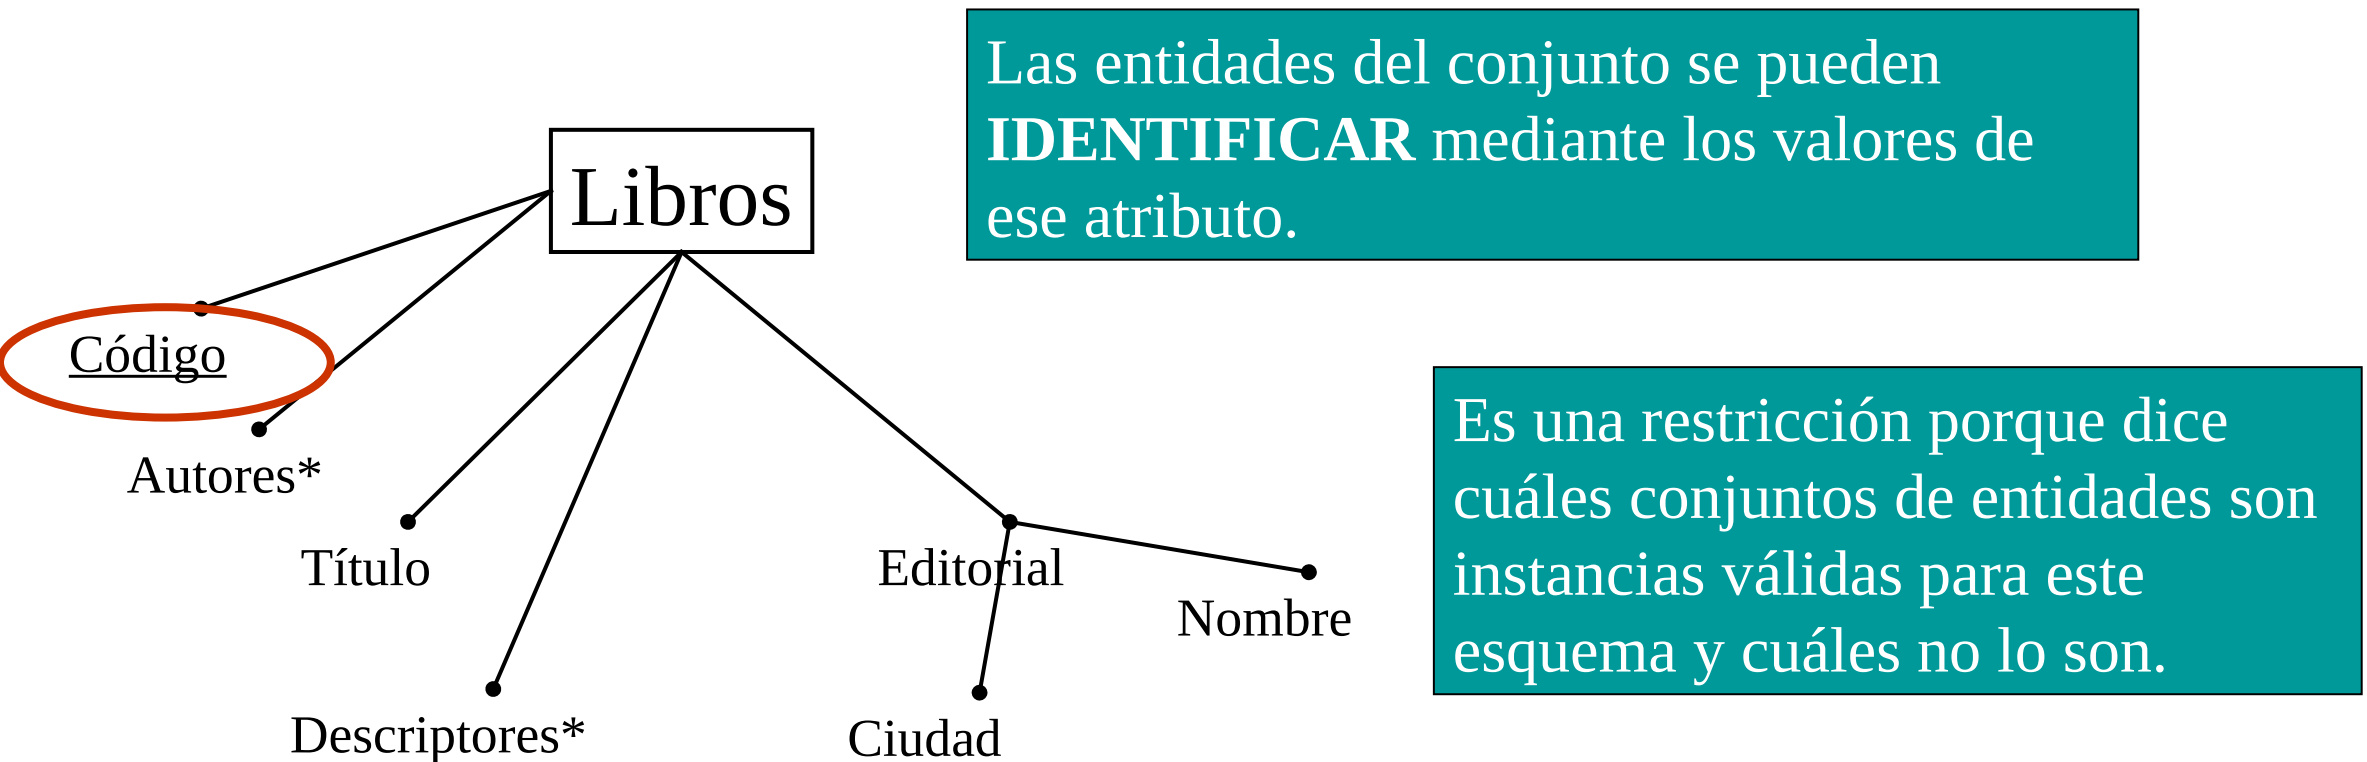 Las entidades del conjunto se pueden
IDENTIFICAR mediante los valores de
ese atributo.
Libros
Código
Autores*
Título
Descriptores*
Editorial
Nombre
Ciudad
Es una restricción porque dice
cuáles conjuntos de entidades son
instancias válidas para este
esquema y cuáles no lo son.